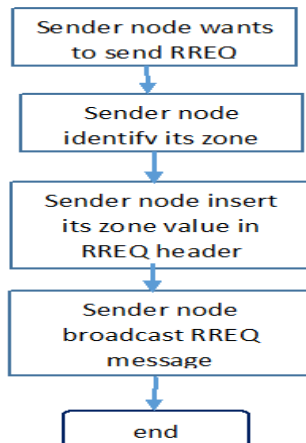 Sender node wants
to send RREQ
Sender node
identify its zone
Sender node insert
its zone value in
RREQ header
Sender node
broadcast RREQ
message
end